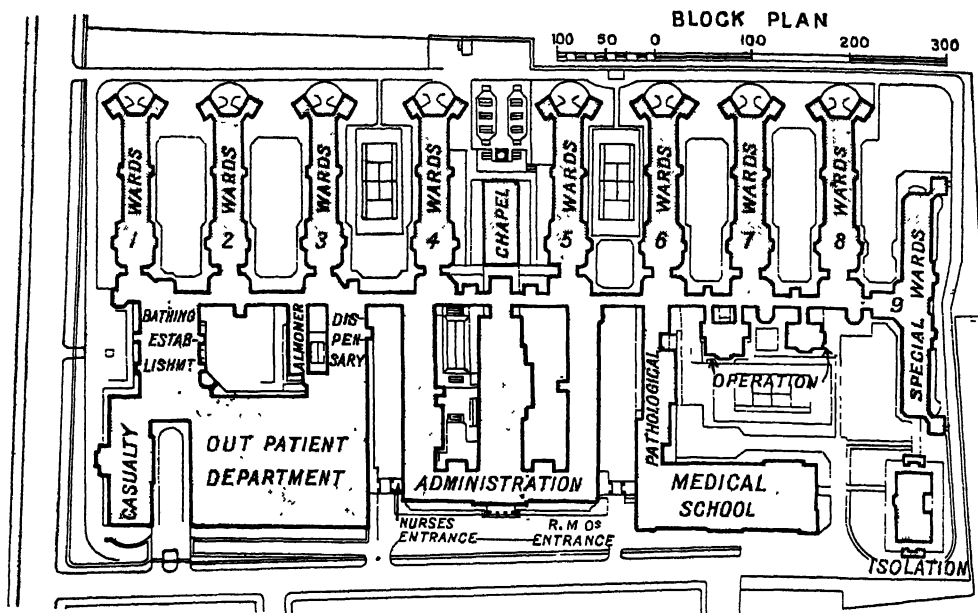 BLOCK PLAN
100 50 0 100 200 300
WARDS
1
WARDS
2
WARDS
3
WARDS
4
CHAPEL
WARDS
5
WARDS
6
WARDS
7
WARDS
8
SPECIAL WARDS
9
BATHING
ESTAB-
LISHMT.
ALMONER
DIS-
PEN-
SARY
CASUALTY
OUT PATIENT
DEPARTMENT
ADMINISTRATION
NURSES
ENTRANCE
R.M Os
ENTRANCE
PATHOLOGICAL
OPERATION
MEDICAL
SCHOOL
ISOLATION